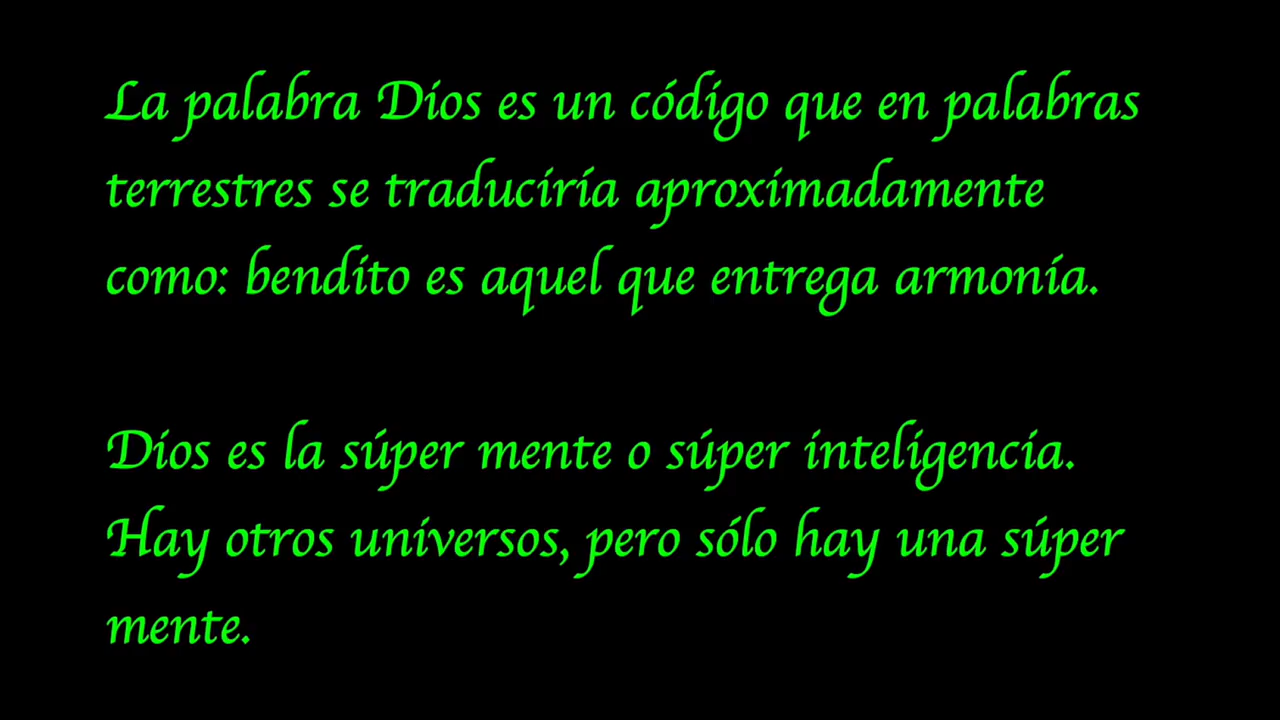 La palabra Dios es un código que en palabras
terrestres se traduciría aproximadamente
como: bendito es aquel que entrega armonía.
Dios es la súper mente o súper inteligencia.
Hay otros universos, pero sólo hay una súper
mente.